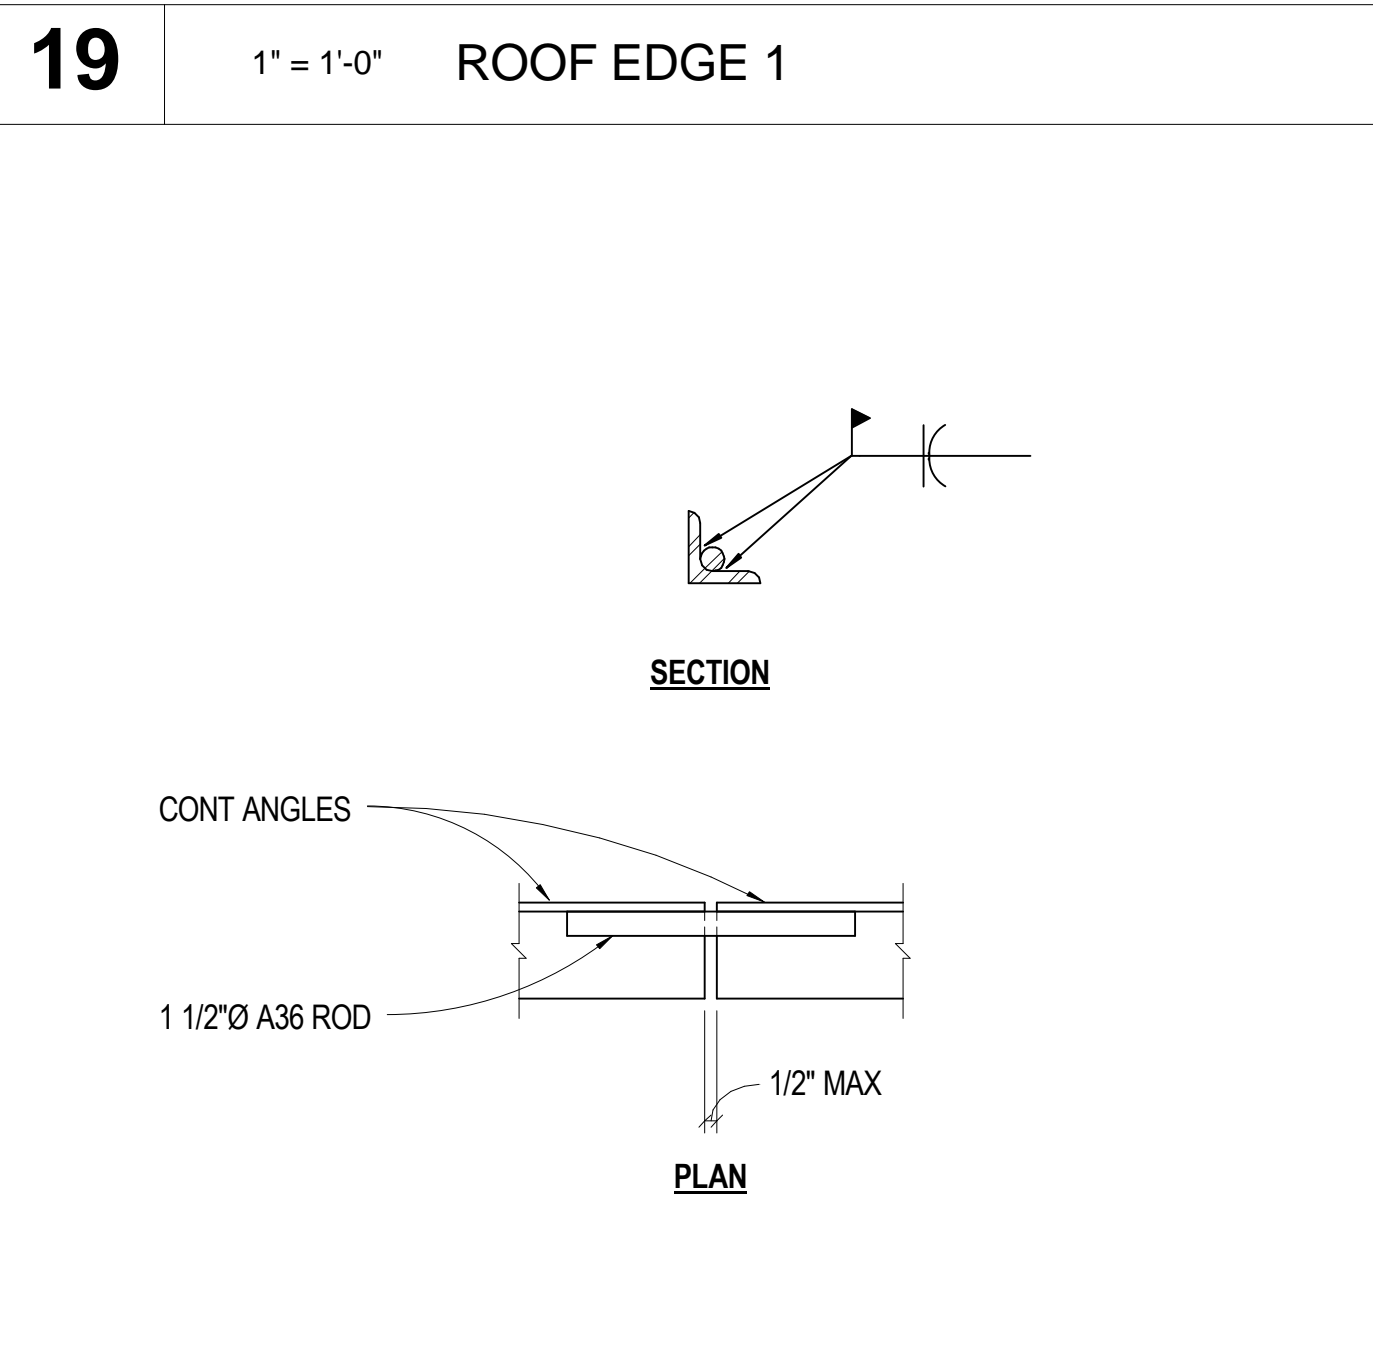 19 1" = 1'-0" ROOF EDGE 1
SECTION
CONT ANGLES
1 1/2"Ø A36 ROD
1/2" MAX
PLAN